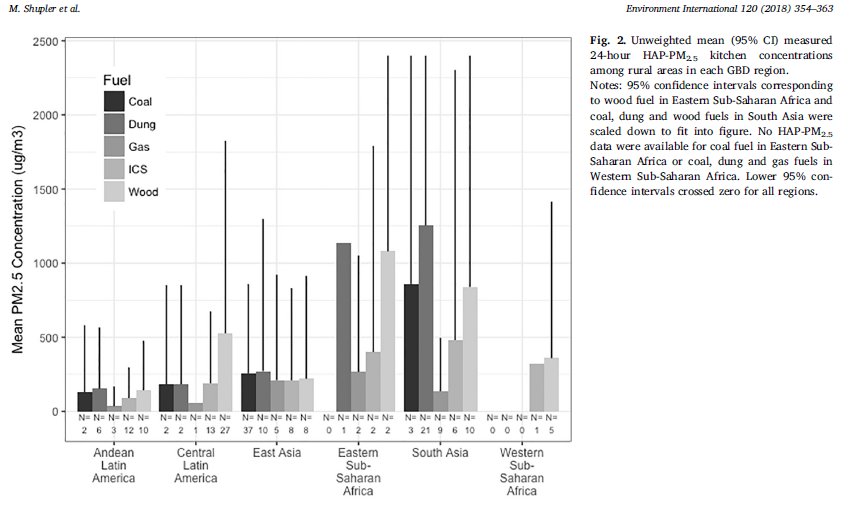 M. Shupler et al.
Environment International 120 (2018) 354–363
2500
2000
1500
1000
500
0
Mean PM2.5 Concentration (ug/m3)
Fuel
Coal
Dung
Gas
ICS
Wood
N= N= N= N= N= N= N= N= N= N= N= N= N= N= N= N= N= N= N= N= N= N= N= N= N= N= N= N= N= N=
2 6 3 12 10 2 2 1 13 27 37 10 5 8 8 0 1 2 2 2 3 21 9 6 10 0 0 0 1 5
Andean
Latin
America
Central
Latin
America
East Asia
Eastern
Sub-
Saharan
Africa
South Asia
Western
Sub-
Saharan
Africa
Fig. 2. Unweighted mean (95% CI) measured
24-hour HAP-PM2.5 kitchen concentrations
among rural areas in each GBD region.
Notes: 95% confidence intervals corresponding
to wood fuel in Eastern Sub-Saharan Africa and
coal, dung and wood fuels in South Asia were
scaled down to fit into figure. No HAP-PM2.5
data were available for coal fuel in Eastern Sub-
Saharan Africa or coal, dung and gas fuels in
Western Sub-Saharan Africa. Lower 95% con-
fidence intervals crossed zero for all regions.